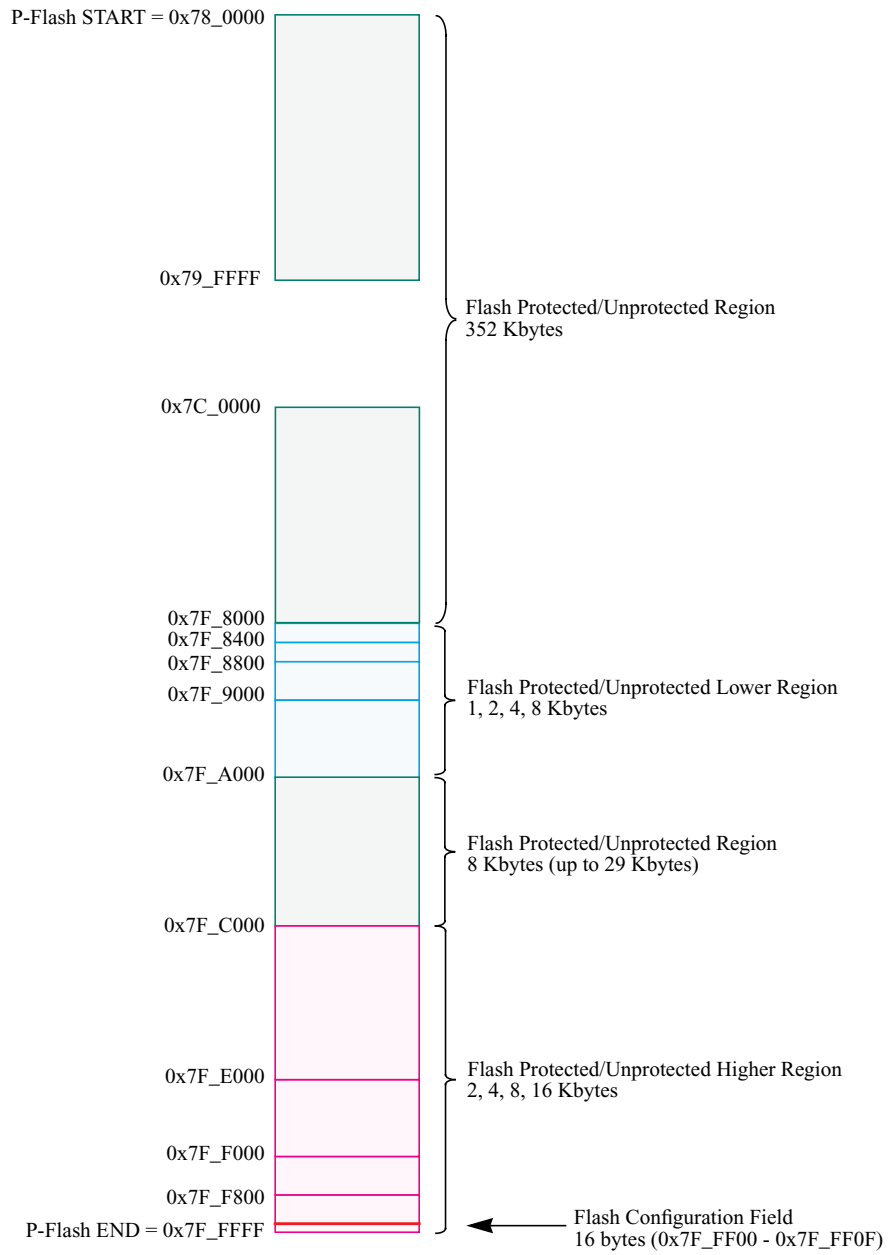 P-Flash START = 0x78_0000
0x79_FFFF
Flash Protected/Unprotected Region
352 Kbytes
0x7C_0000
0x7F_8000
0x7F_8400
0x7F_8800
0x7F_9000
Flash Protected/Unprotected Lower Region
1, 2, 4, 8 Kbytes
0x7F_A000
Flash Protected/Unprotected Region
8 Kbytes (up to 29 Kbytes)
0x7F_C000
0x7F_E000
Flash Protected/Unprotected Higher Region
2, 4, 8, 16 Kbytes
0x7F_F000
0x7F_F800
P-Flash END = 0x7F_FFFF
Flash Configuration Field
16 bytes (0x7F_FF00 - 0x7F_FF0F)